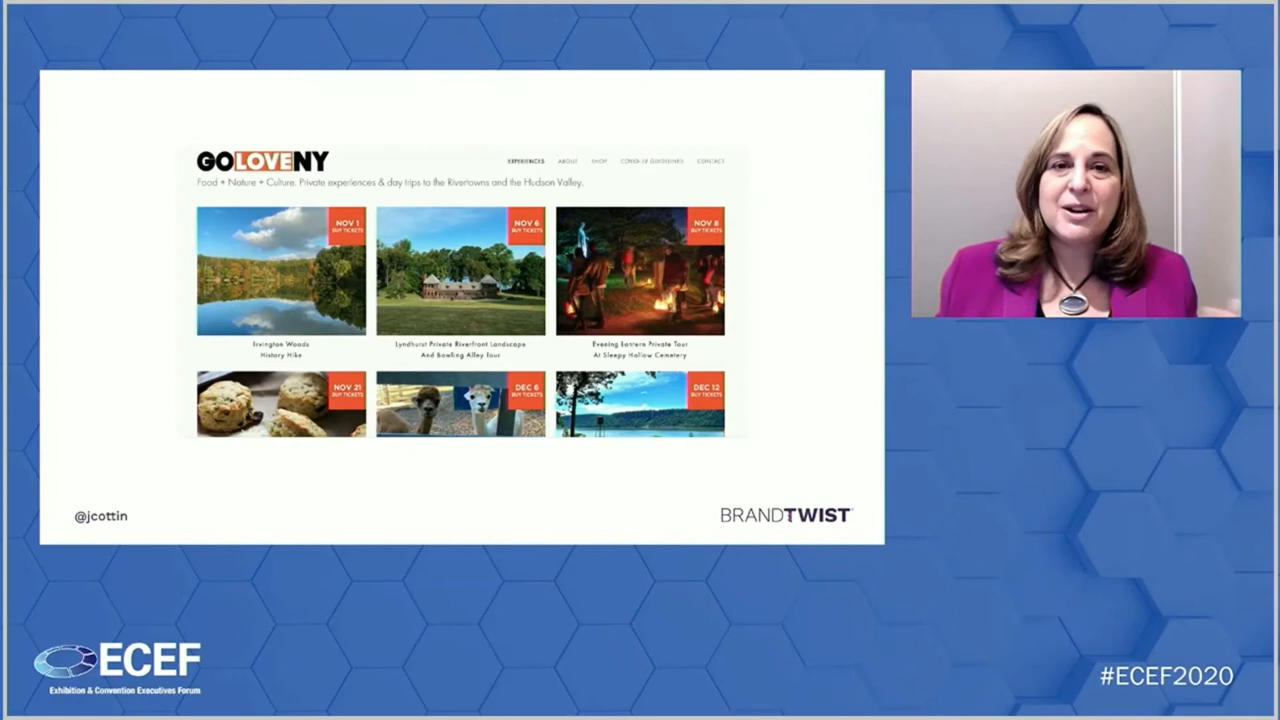 GOLOVENY
EXPERIENCES ABOUT SHOP COVID-19 GUIDELINES CONTACT
Food + Nature + Culture. Private experiences & day trips to the Rivertowns and the Hudson Valley.
NOV 1
BUY TICKETS
NOV 6
BUY TICKETS
NOV 8
BUY TICKETS
Irvington Woods
History Hike
Lyndhurst Private Riverfront Landscape
And Bowling Alley Tour
Evening Lantern Private Tour
At Sleepy Hollow Cemetery
NOV 21
BUY TICKETS
DEC 6
BUY TICKETS
DEC 12
BUY TICKETS
@jcottin
BRANDTWIST
ECEF
Exhibition & Convention Executives Forum
#ECEF2020